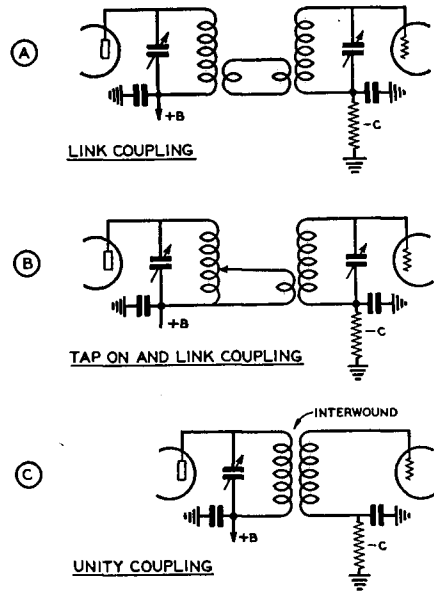 A
+B
-C
LINK COUPLING
B
+B
-C
TAP ON AND LINK COUPLING
INTERWOUND
C
+B
-C
UNITY COUPLING